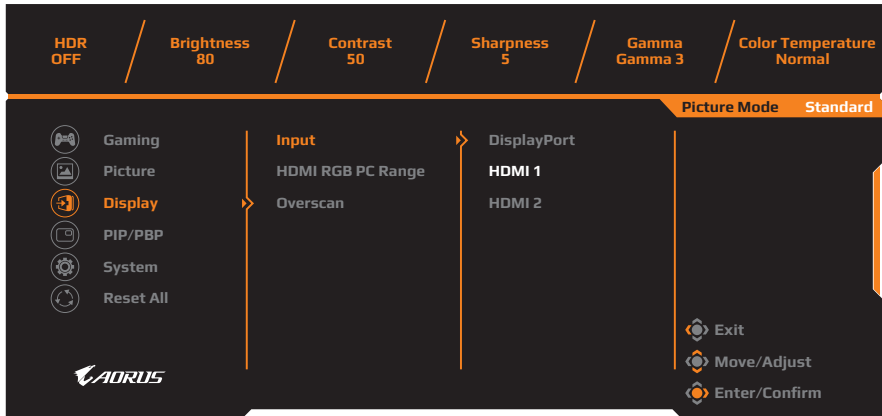 HDR Brightness Contrast Sharpness Gamma Color Temperature
OFF 80 50 5 Gamma 3 Normal
Picture Mode Standard
Gaming Input DisplayPort
Picture HDMI RGB PC Range HDMI 1
Display Overscan HDMI 2
PIP/PBP
System
Reset All
Exit
Move/Adjust
AORUS
Enter/Confirm